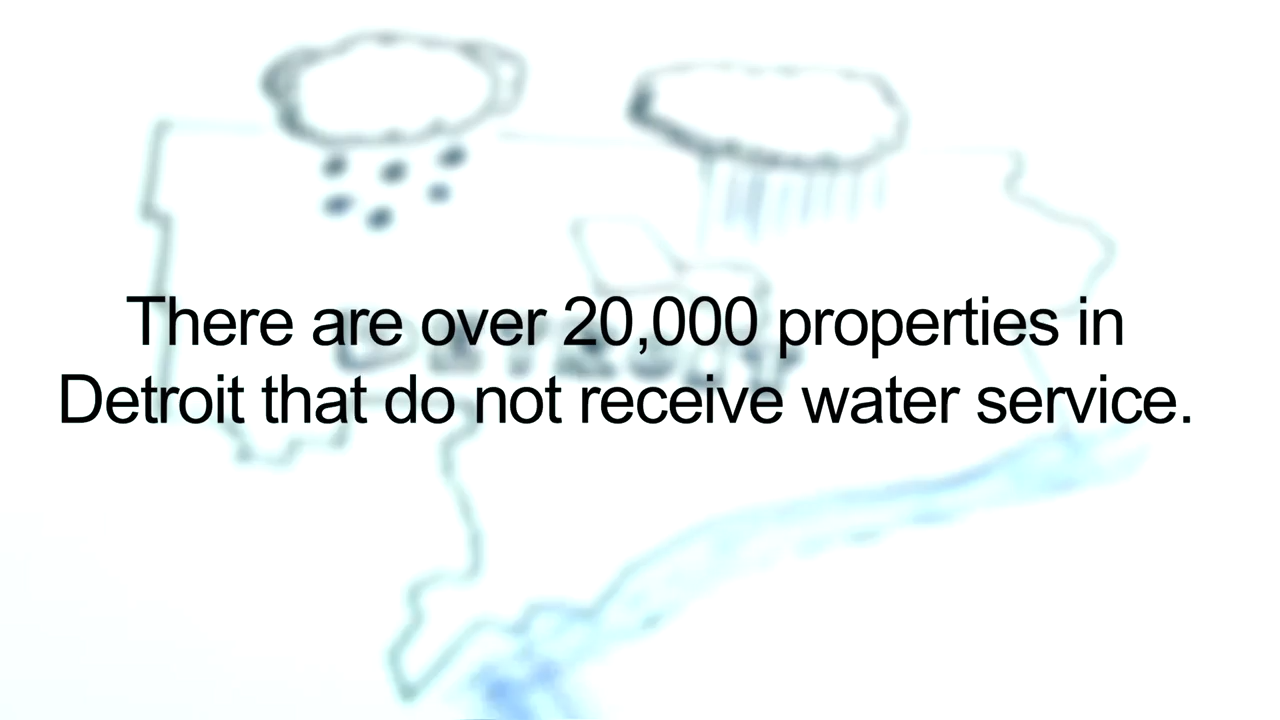 There are over 20,000 properties in
Detroit that do not receive water service.